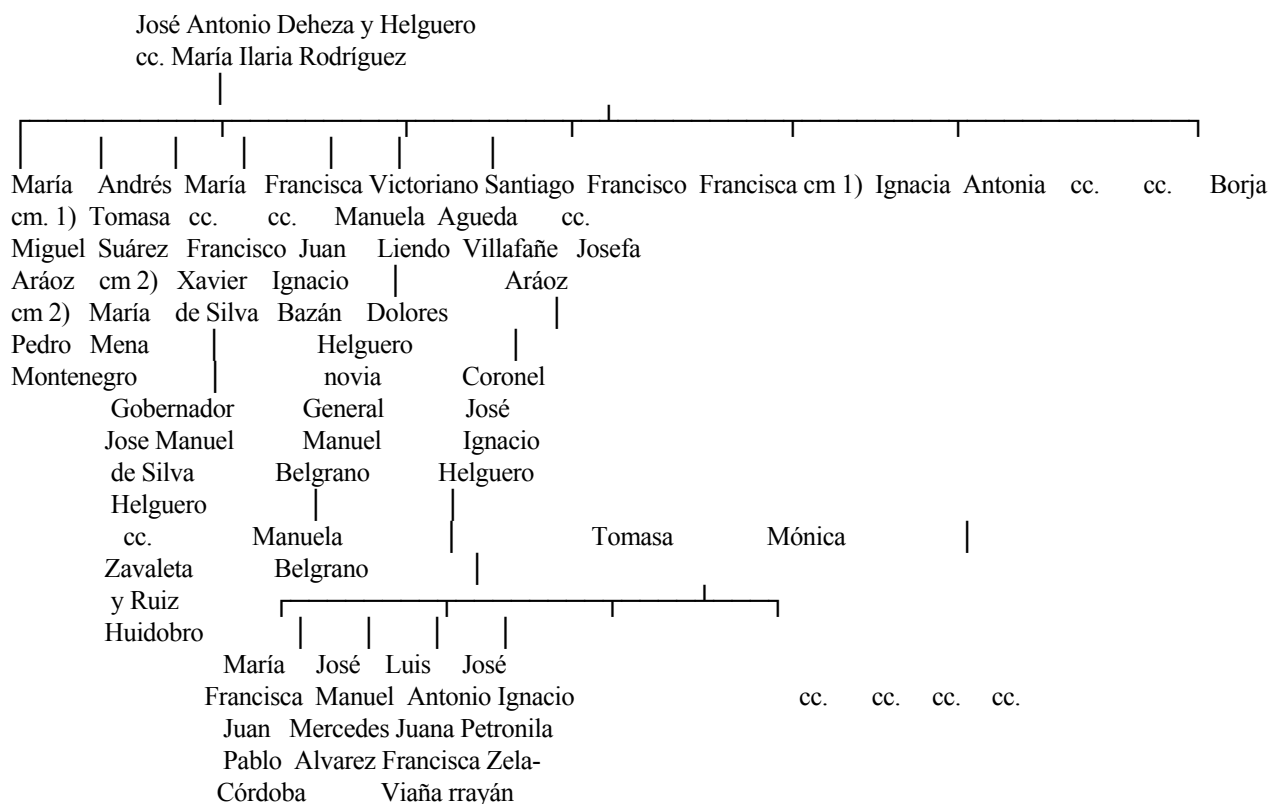 José Antonio Deheza y Helguero
cc. María Ilaria Rodríguez
María Andrés María Francisca Victoriano Santiago Francisco Francisca cm 1) Ignacia Antonia cc. cc. Borja
cm. 1) Tomasa cc. cc. Manuela Agueda cc.
Miguel Suárez Francisco Juan Liendo Villafañe Josefa
Aráoz cm 2) Xavier Ignacio Aráoz
cm 2) María de Silva Bazán Dolores
Pedro Mena Helguero
Montenegro novia Coronel
Gobernador General José
Jose Manuel Manuel Ignacio
de Silva Belgrano Helguero
Helguero
cc. Manuela Tomasa Mónica
Zavaleta Belgrano
y Ruiz
Huidobro
María José Luis José
Francisca Manuel Antonio Ignacio cc. cc. cc. cc.
Juan Mercedes Juana Petronila
Pablo Alvarez Francisca Zela-
Córdoba Viaña rrayán